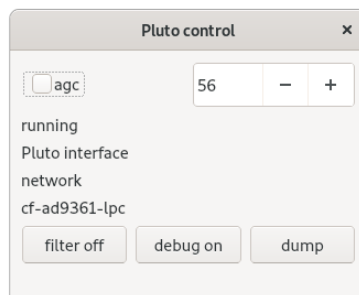 Pluto control ×
agc 56 − +
running
Pluto interface
network
cf-ad9361-lpc
filter off debug on dump